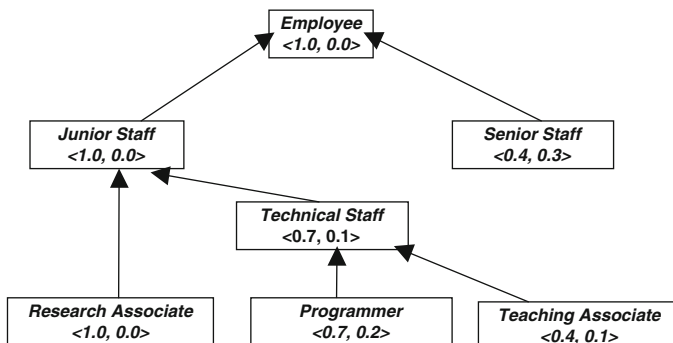 Employee
<1.0, 0.0>
Junior Staff
<1.0, 0.0>
Senior Staff
<0.4, 0.3>
Technical Staff
<0.7, 0.1>
Research Associate
<1.0, 0.0>
Programmer
<0.7, 0.2>
Teaching Associate
<0.4, 0.1>